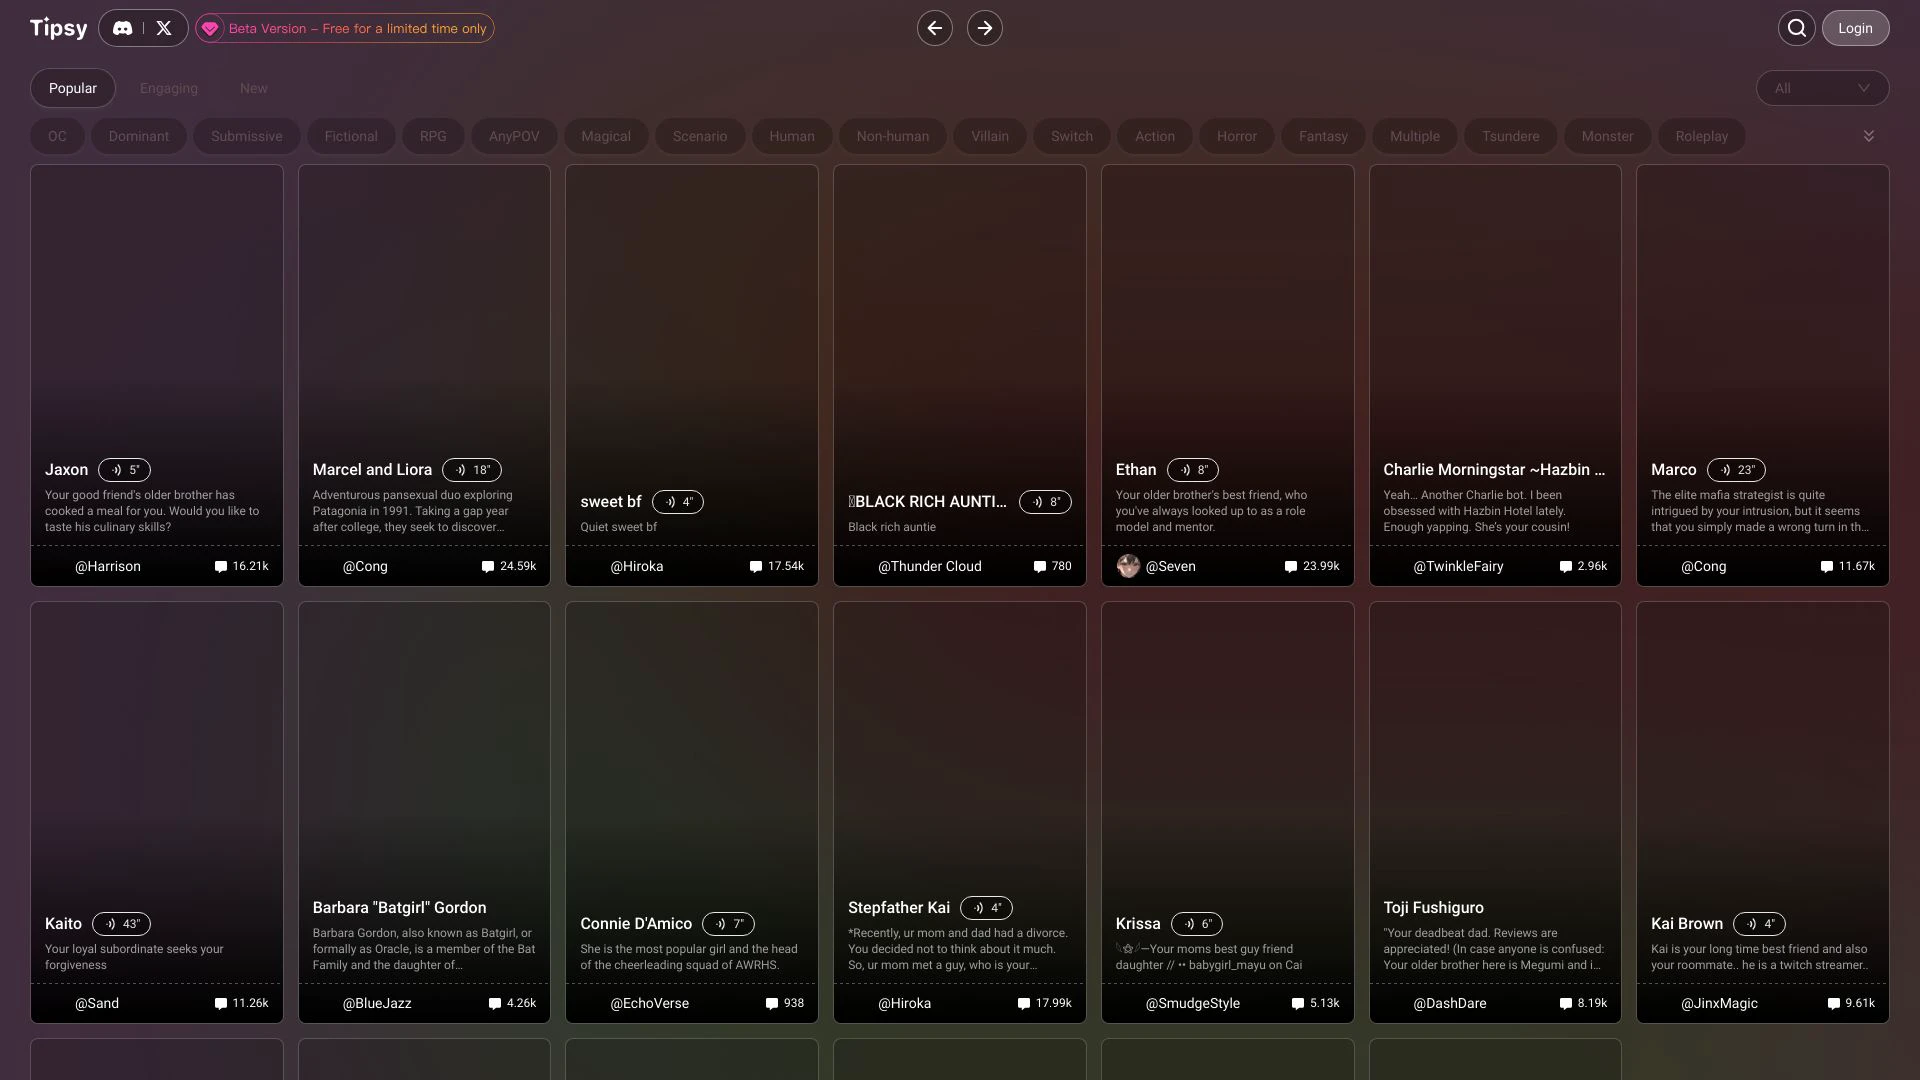 Tipsy
Beta Version – Free for a limited time only
Login
Popular
Engaging
New
All
OC
Dominant
Submissive
Fictional
RPG
AnyPOV
Magical
Scenario
Human
Non-human
Villain
Switch
Action
Horror
Fantasy
Multiple
Tsundere
Monster
Roleplay
Jaxon 5"
Your good friend's older brother has
cooked a meal for you. Would you like to
taste his culinary skills?
@Harrison 16.21k
Marcel and Liora 18"
Adventurous pansexual duo exploring
Patagonia in 1991. Taking a gap year
after college, they seek to discover…
@Cong 24.59k
sweet bf 4"
Quiet sweet bf
@Hiroka 17.54k
BLACK RICH AUNTI… 8"
Black rich auntie
@Thunder Cloud 780
Ethan 8"
Your older brother's best friend, who
you've always looked up to as a role
model and mentor.
@Seven 23.99k
Charlie Morningstar ~Hazbin …
Yeah… Another Charlie bot. I been
obsessed with Hazbin Hotel lately.
Enough yapping. She's your cousin!
@TwinkleFairy 2.96k
Marco 23"
The elite mafia strategist is quite
intrigued by your intrusion, but it seems
that you simply made a wrong turn in th…
@Cong 11.67k
Kaito 43"
Your loyal subordinate seeks your
forgiveness
@Sand 11.26k
Barbara "Batgirl" Gordon
Barbara Gordon, also known as Batgirl, or
formally as Oracle, is a member of the Bat
Family and the daughter of…
@BlueJazz 4.26k
Connie D'Amico 7"
She is the most popular girl and the head
of the cheerleading squad of AWRHS.
@EchoVerse 938
Stepfather Kai 4"
*Recently, ur mom and dad had a divorce.
You decided not to think about it much.
So, ur mom met a guy, who is your…
@Hiroka 17.99k
Krissa 6"
—Your moms best guy friend
daughter // •• babygirl_mayu on Cai
@SmudgeStyle 5.13k
Toji Fushiguro
"Your deadbeat dad. Reviews are
appreciated! (In case anyone is confused:
Your older brother here is Megumi and i…
@DashDare 8.19k
Kai Brown 4"
Kai is your long time best friend and also
your roommate.. he is a twitch streamer..
@JinxMagic 9.61k